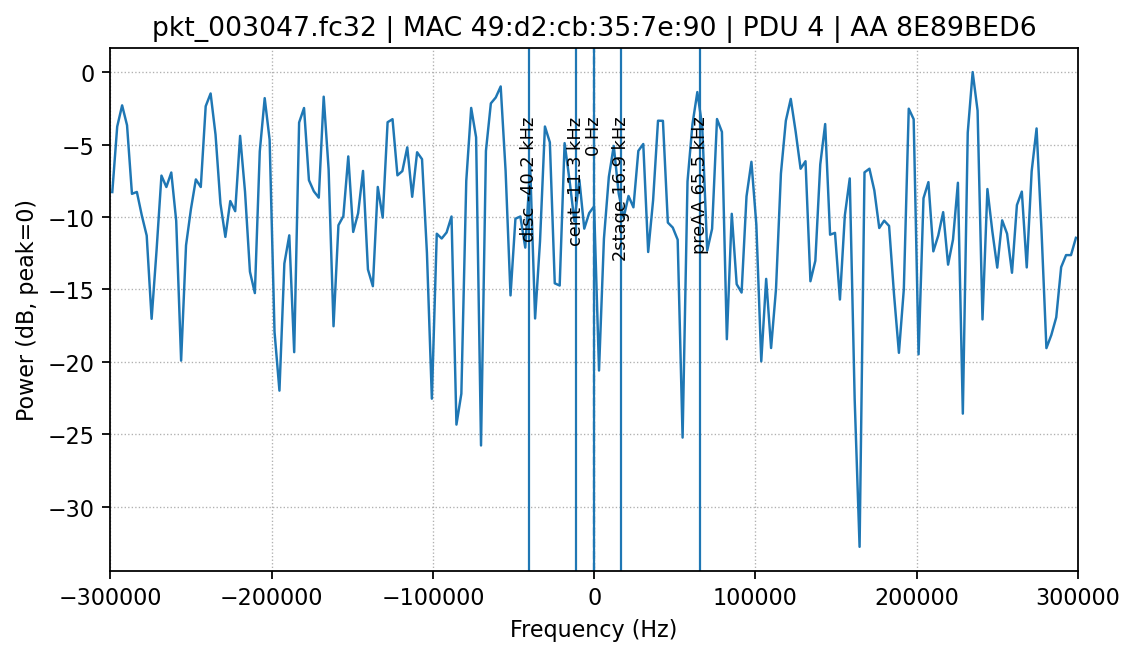 pkt_003047.fc32 | MAC 49:d2:cb:35:7e:90 | PDU 4 | AA 8E89BED6
Power (dB, peak=0)
0
−5
−10
−15
−20
−25
−30
disc -40.2 kHz
cent -11.3 kHz
0 Hz
2stage 16.9 kHz
preAA 65.5 kHz
−300000
−200000
−100000
0
100000
200000
300000
Frequency (Hz)